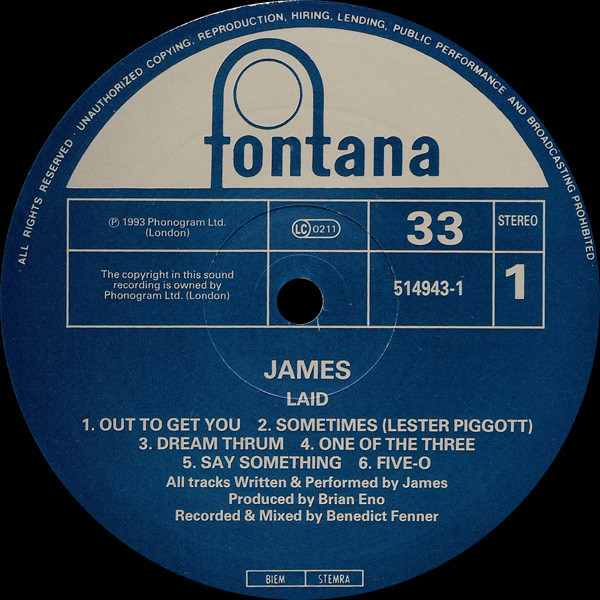 ALL RIGHTS RESERVED · UNAUTHORIZED COPYING, REPRODUCTION, HIRING, LENDING, PUBLIC PERFORMANCE AND BROADCASTING PROHIBITED
fontana
℗ 1993 Phonogram Ltd.
(London)
LC 0211
33
STEREO
The copyright in this sound
recording is owned by
Phonogram Ltd. (London)
514943-1
1
JAMES
LAID
1. OUT TO GET YOU 2. SOMETIMES (LESTER PIGGOTT)
3. DREAM THRUM 4. ONE OF THE THREE
5. SAY SOMETHING 6. FIVE-O
All tracks Written & Performed by James
Produced by Brian Eno
Recorded & Mixed by Benedict Fenner
BIEM STEMRA